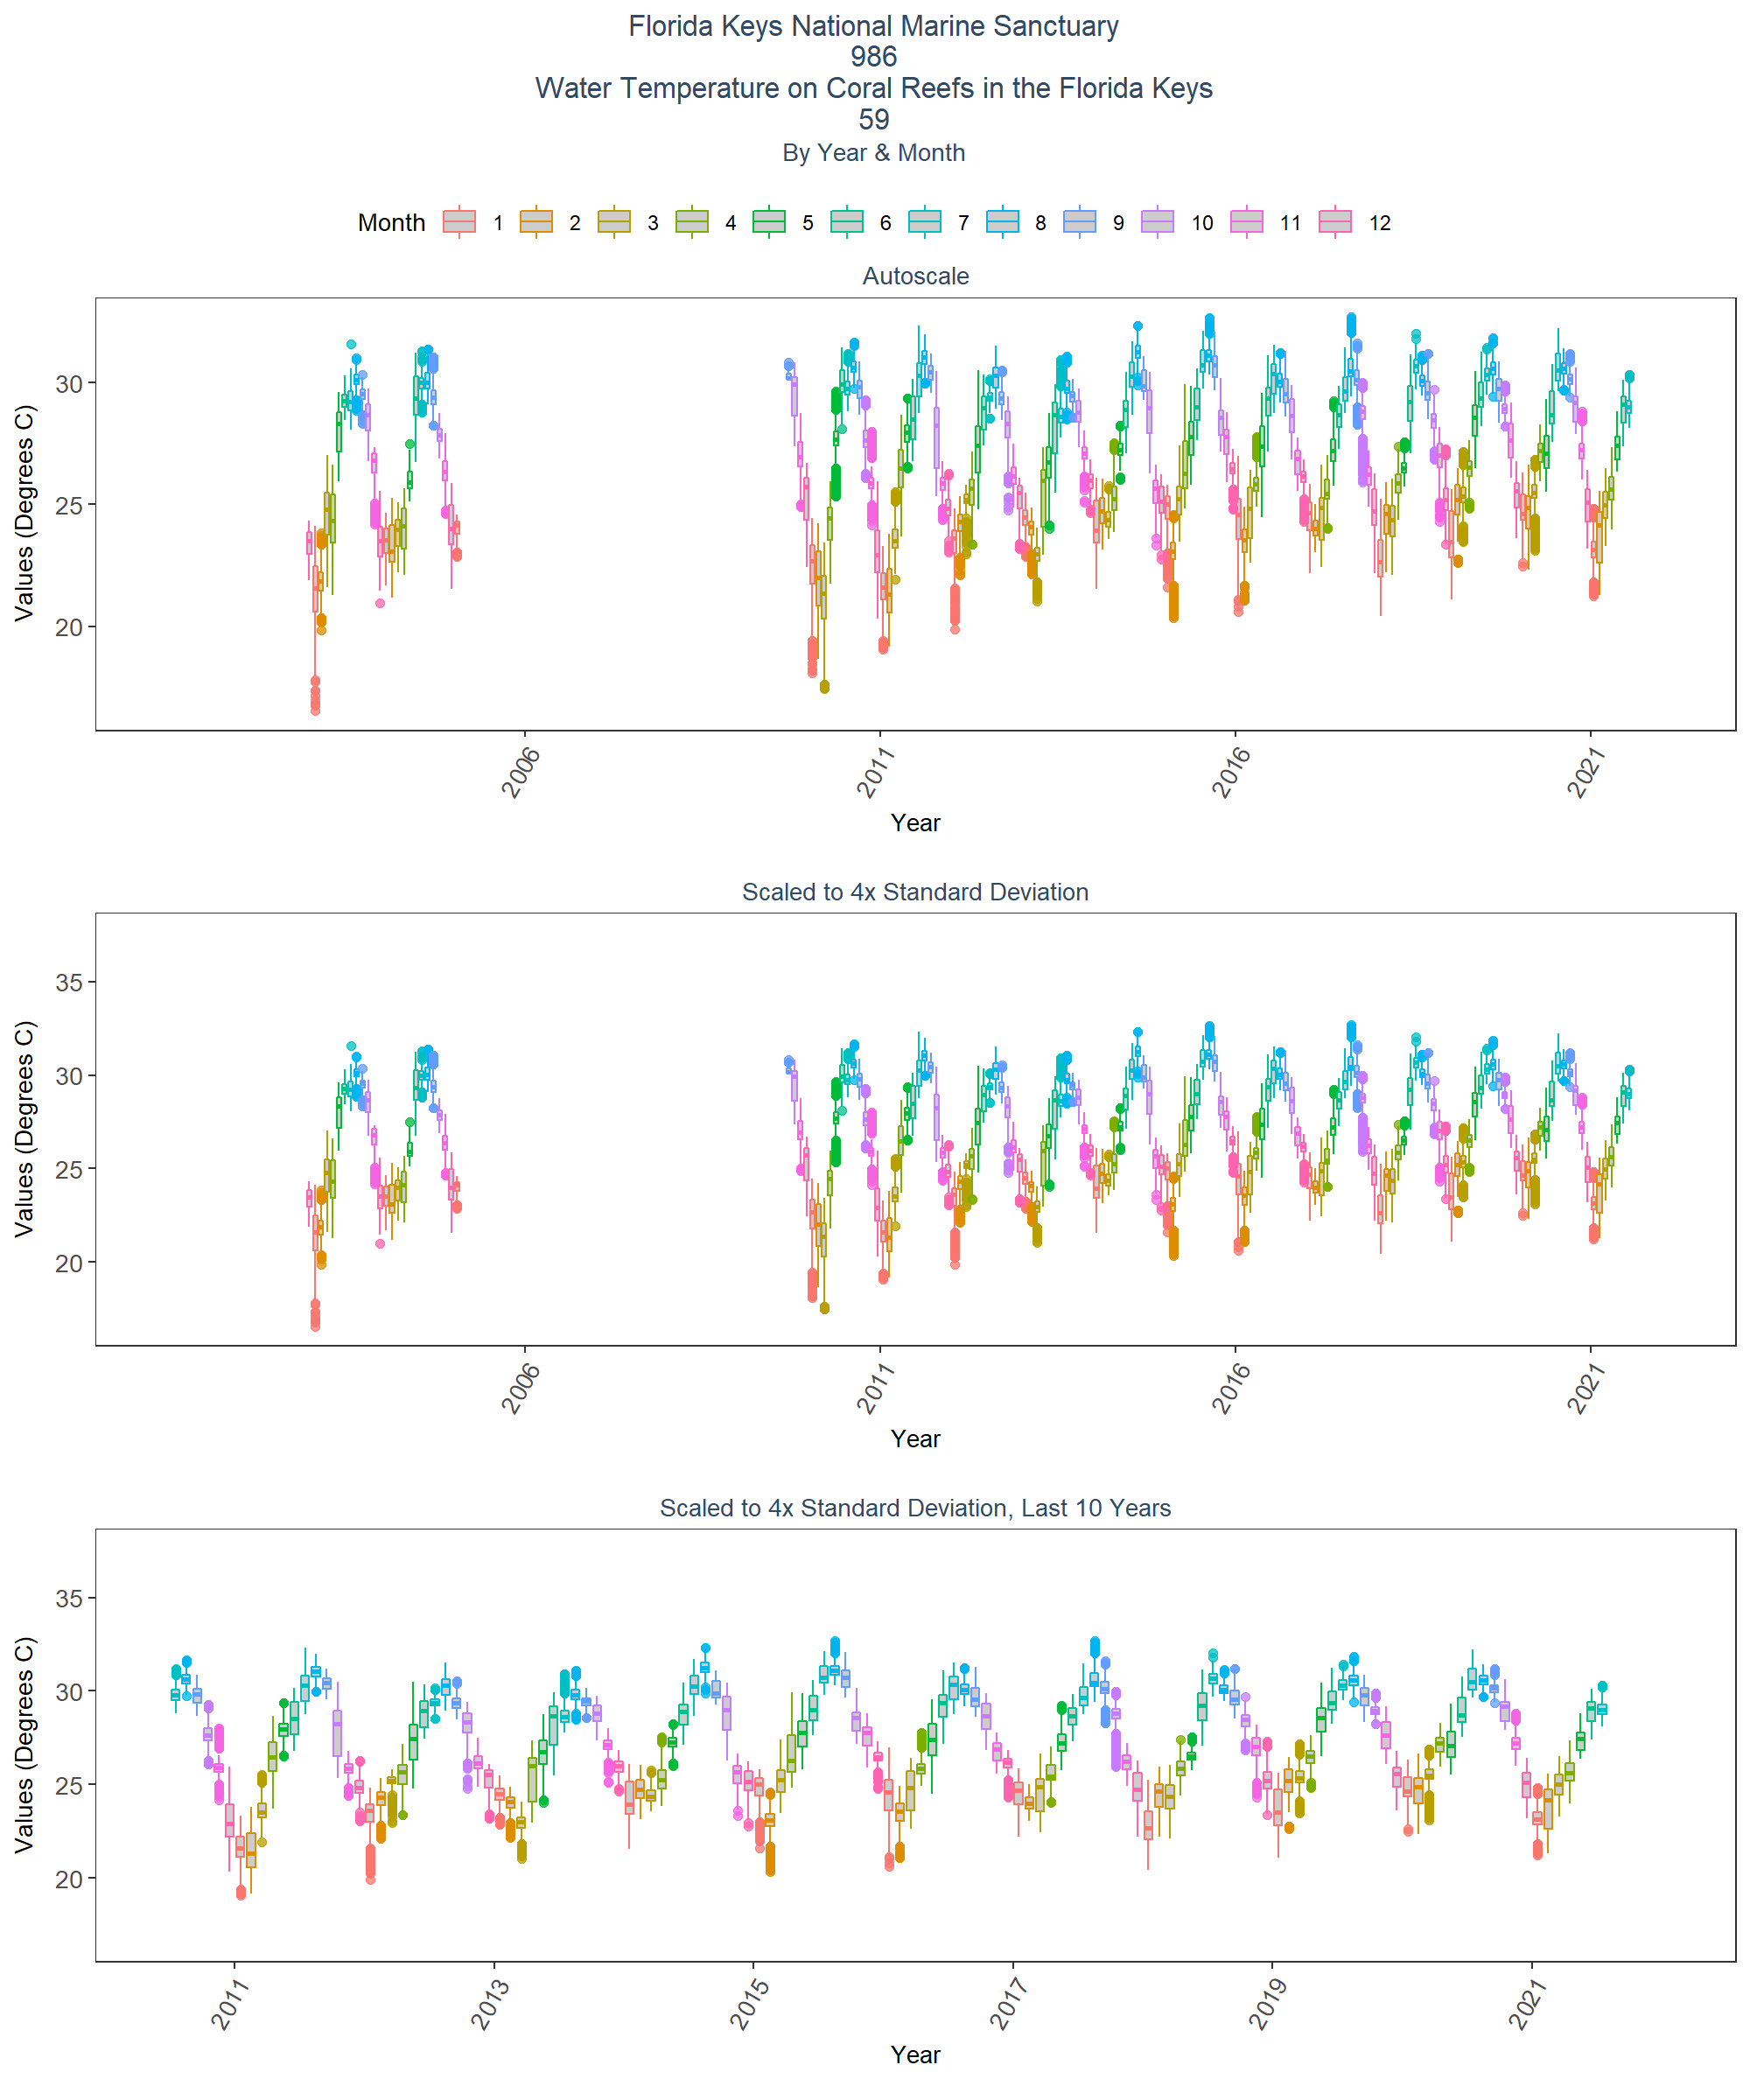 Florida Keys National Marine Sanctuary
986
Water Temperature on Coral Reefs in the Florida Keys
59
By Year & Month
Month 1 2 3 4 5 6 7 8 9 10 11 12
Autoscale
Values (Degrees C)
30
25
20
2006 2011 2016 2021
Year
Scaled to 4x Standard Deviation
Values (Degrees C)
35
30
25
20
2006 2011 2016 2021
Year
Scaled to 4x Standard Deviation, Last 10 Years
Values (Degrees C)
35
30
25
20
2011 2013 2015 2017 2019 2021
Year